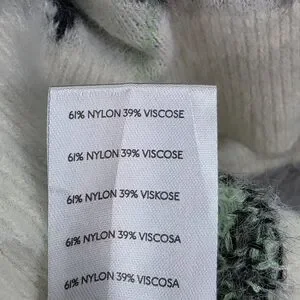 61% NYLON 39% VISCOSE
61% NYLON 39% VISCOSE
61% NYLON 39% VISKOSE
61% NYLON 39% VISCOSA
61% NYLON 39% VISCOSA